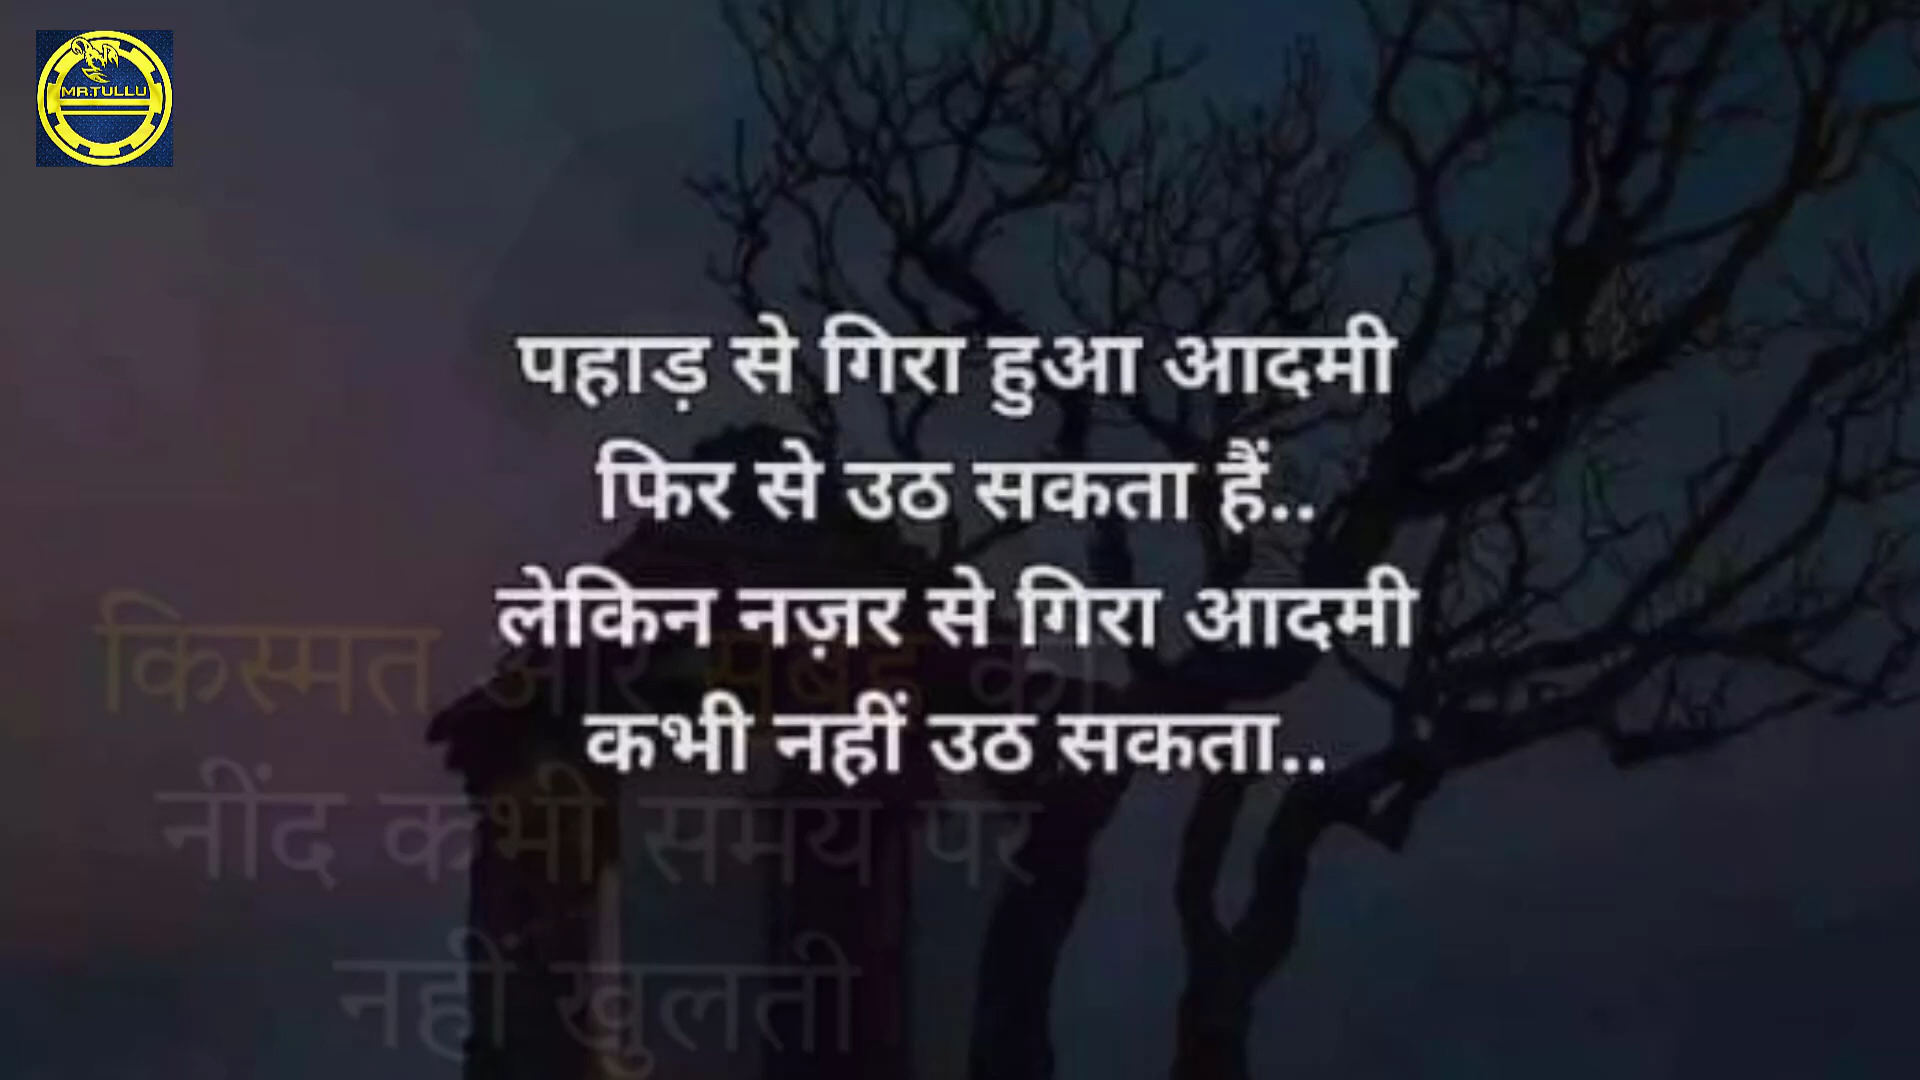 MR.TULLU
पहाड़ से गिरा हुआ आदमी
फिर से उठ सकता हैं..
लेकिन नज़र से गिरा आदमी
कभी नहीं उठ सकता..
किस्मत और सुबह की
नींद कभी समय पर
नहीं खुलती